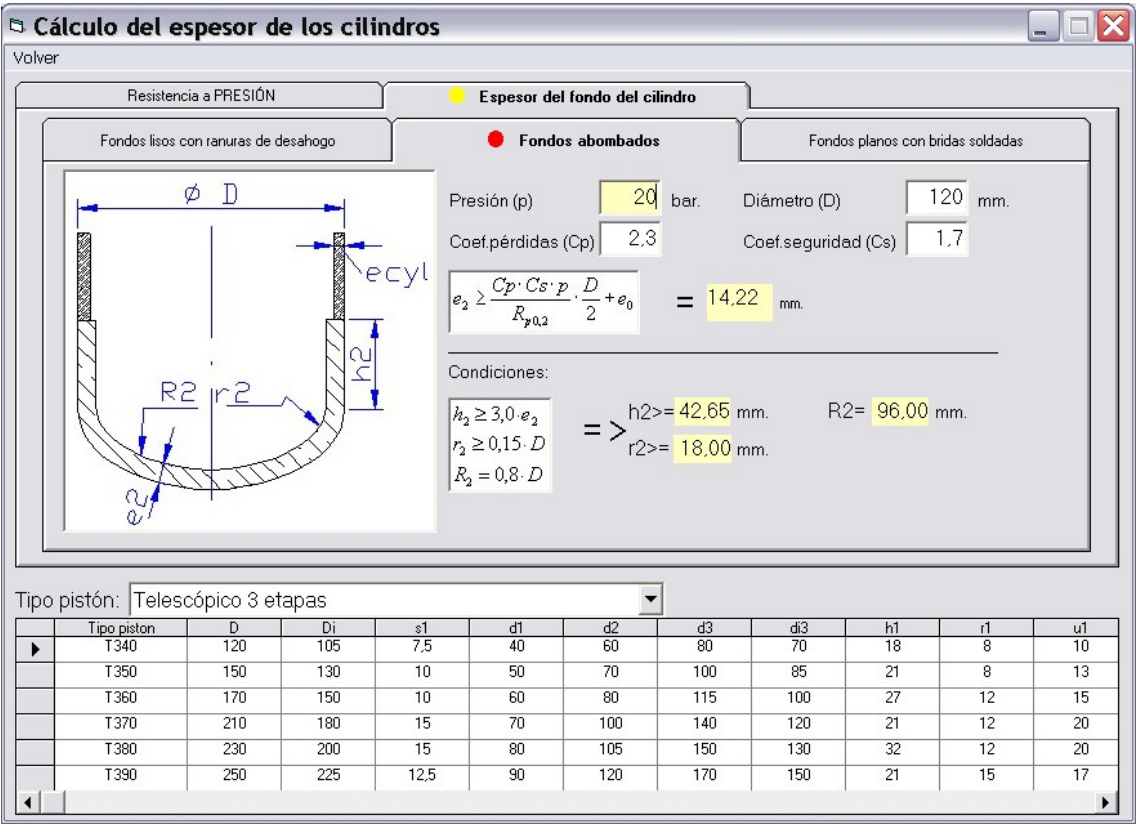 Cálculo del espesor de los cilindros
Volver
Resistencia a PRESIÓN
Espesor del fondo del cilindro
Fondos lisos con ranuras de desahogo
Fondos abombados
Fondos planos con bridas soldadas
ø D
ecyl
h2
R2 r2
e2
Presión (p) 20 bar. Diámetro (D) 120 mm.
Coef.pérdidas (Cp) 2,3 Coef.seguridad (Cs) 1,7
e₂ ≥ (Cp· Cs· p / Rp0,2) · (D / 2) + e₀ = 14,22 mm.
Condiciones:
h₂ ≥ 3,0·e₂
r₂ ≥ 0,15· D
R₂ = 0,8· D
= >
h2>= 42,65 mm. R2= 96,00 mm.
r2>= 18,00 mm.
Tipo pistón: Telescópico 3 etapas
Tipo piston D Di s1 d1 d2 d3 di3 h1 r1 u1
T340 120 105 7,5 40 60 80 70 18 8 10
T350 150 130 10 50 70 100 85 21 8 13
T360 170 150 10 60 80 115 100 27 12 15
T370 210 180 15 70 100 140 120 21 12 20
T380 230 200 15 80 105 150 130 32 12 20
T390 250 225 12,5 90 120 170 150 21 15 17